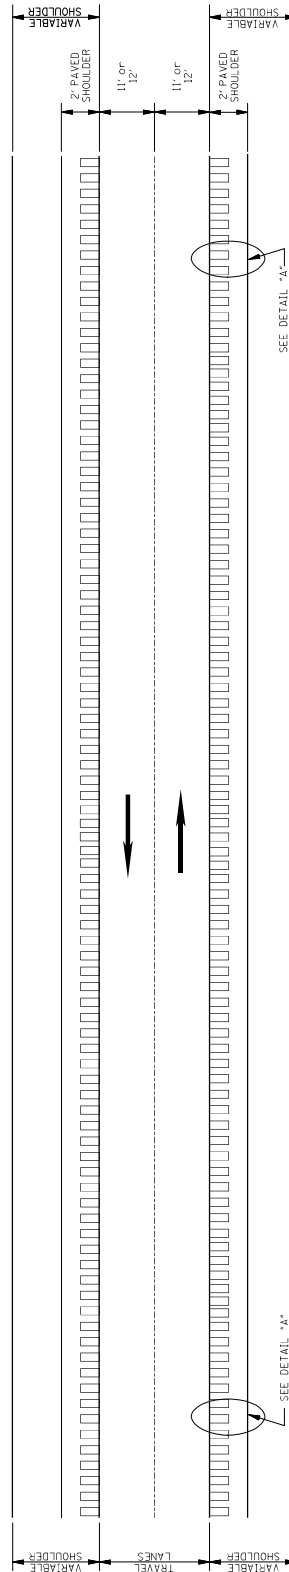 VARIABLE
SHOULDER
VARIABLE
SHOULDER
2' PAVED
SHOULDER
11' or
12'
11' or
12'
2' PAVED
SHOULDER
SEE DETAIL "A"
SEE DETAIL "A"
VARIABLE
SHOULDER
TRAVEL
LANES
VARIABLE
SHOULDER